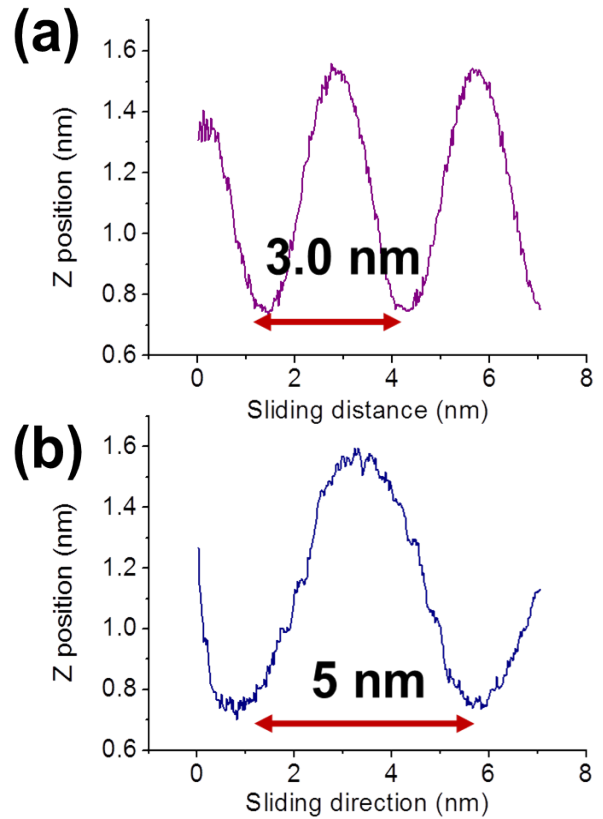 (a)
Z position (nm)
1.6
1.4
1.2
1.0
0.8
0.6
3.0 nm
0 2 4 6 8
Sliding distance (nm)
(b)
Z position (nm)
1.6
1.4
1.2
1.0
0.8
0.6
5 nm
0 2 4 6 8
Sliding direction (nm)